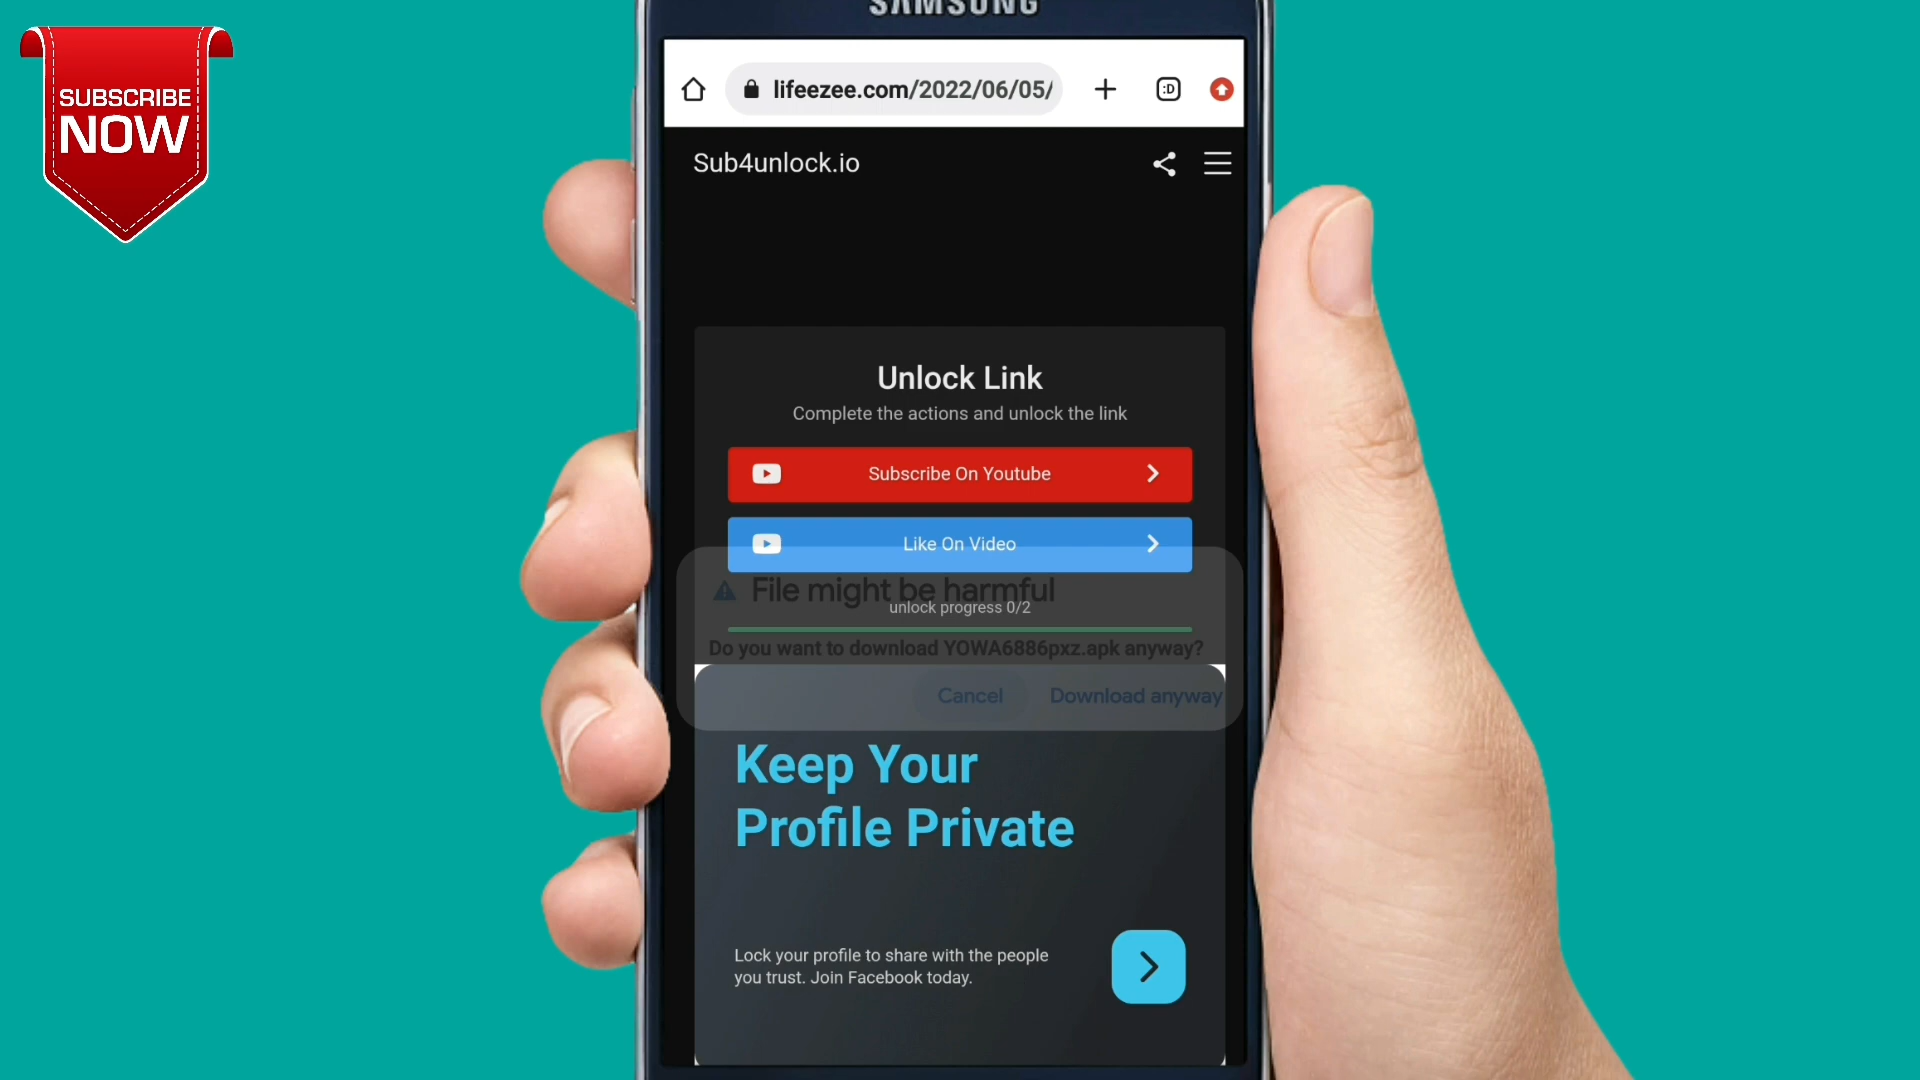 SAMSUNG
SUBSCRIBE
NOW
lifeezee.com/2022/06/05/
:D
Sub4unlock.io
Unlock Link
Complete the actions and unlock the link
Subscribe On Youtube
Like On Video
File might be harmful
unlock progress 0/2
Do you want to download YOWA6886pxz.apk anyway?
Cancel
Download anyway
Keep Your
Profile Private
Lock your profile to share with the people
you trust. Join Facebook today.